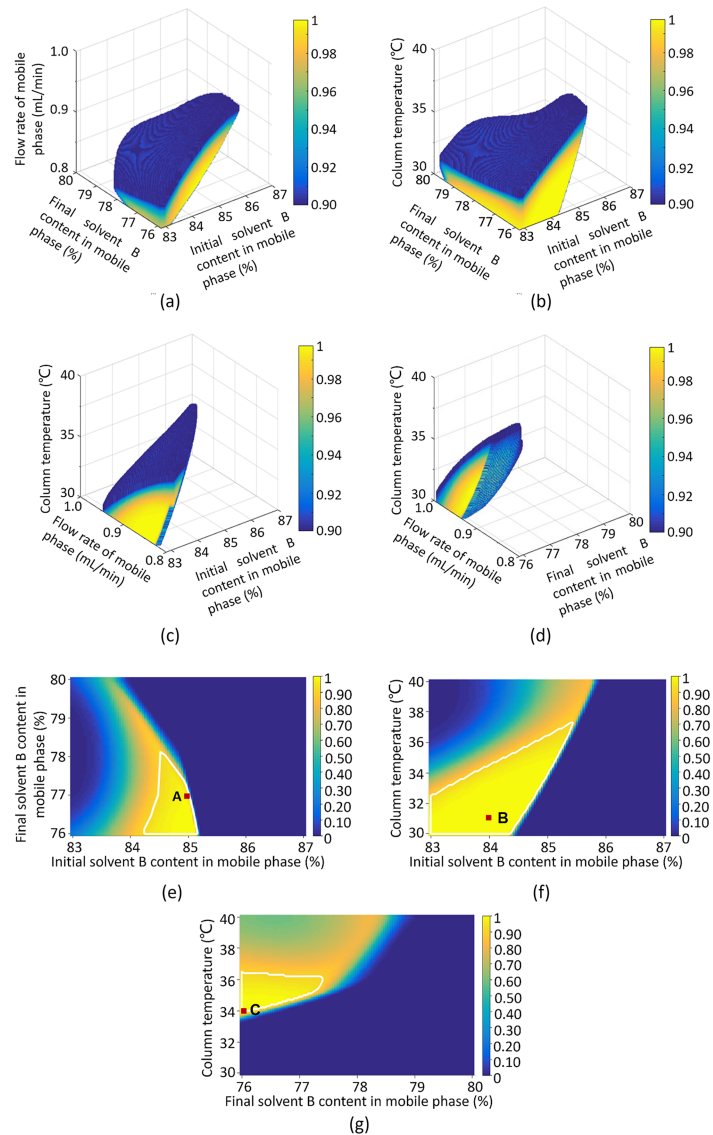 Flow rate of mobile
phase (mL/min)
1.0
0.9
0.8
80
79
78
77
76
83
84
85
86
87
Final solvent B
content in mobile
phase (%)
Initial solvent B
content in mobile
phase (%)
1
0.98
0.96
0.94
0.92
0.90
(a)
Column temperature (℃)
40
35
30
80
79
78
77
76
83
84
85
86
87
Final solvent B
content in mobile
phase (%)
Initial solvent B
content in mobile
phase (%)
1
0.98
0.96
0.94
0.92
0.90
(b)
Column temperature (℃)
40
35
30
1.0
0.9
0.8
83
84
85
86
87
Flow rate of mobile
phase (mL/min)
Initial solvent B
content in mobile
phase (%)
1
0.98
0.96
0.94
0.92
0.90
(c)
Column temperature (℃)
40
35
30
1.0
0.9
0.8
76
77
78
79
80
Flow rate of mobile
phase (mL/min)
Final solvent B
content in mobile
phase (%)
1
0.98
0.96
0.94
0.92
0.90
(d)
Final solvent B content in
mobile phase (%)
80
79
78
77
76
A
83 84 85 86 87
Initial solvent B content in mobile phase (%)
1
0.90
0.80
0.70
0.60
0.50
0.40
0.30
0.20
0.10
0
(e)
Column temperature (℃)
40
38
36
34
32
30
B
83 84 85 86 87
Initial solvent B content in mobile phase (%)
1
0.90
0.80
0.70
0.60
0.50
0.40
0.30
0.20
0.10
0
(f)
Column temperature (℃)
40
38
36
34
32
30
C
76 77 78 79 80
Final solvent B content in mobile phase (%)
1
0.90
0.80
0.70
0.60
0.50
0.40
0.30
0.20
0.10
0
(g)